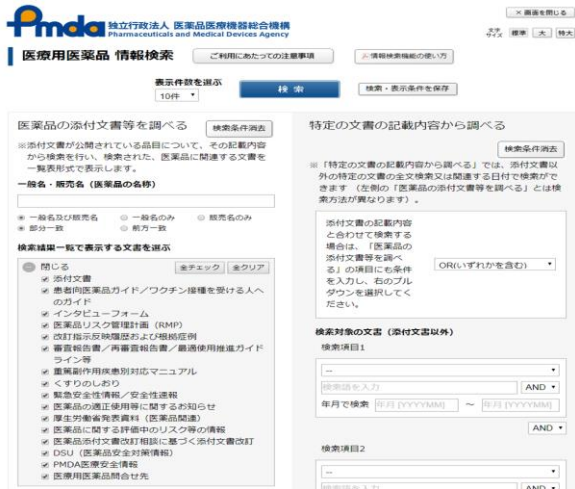 × 画面を閉じる
Pmda 独立行政法人 医薬品医療機器総合機構
Pharmaceuticals and Medical Devices Agency
文字サイズ 標準 大 特大
医療用医薬品 情報検索
ご利用にあたっての注意事項
情報検索機能の使い方
表示件数を選ぶ
10件
検索
検索・表示条件を保存
医薬品の添付文書等を調べる
検索条件消去
※添付文書が公開されている品目について、その記載内容
から検索を行い、検索された、医薬品に関連する文書を
一覧表形式で表示します。
一般名・販売名（医薬品の名称）
一般名及び販売名 一般名のみ 販売名のみ
部分一致 前方一致
検索結果一覧で表示する文書を選ぶ
閉じる 全チェック 全クリア
添付文書
患者向医薬品ガイド／ワクチン接種を受ける人へ
のガイド
インタビューフォーム
医薬品リスク管理計画（RMP）
改訂指示反映履歴および根拠症例
審査報告書／再審査報告書／最適使用推進ガイド
ライン等
重篤副作用疾患別対応マニュアル
くすりのしおり
緊急安全性情報／安全性速報
医薬品の適正使用等に関するお知らせ
厚生労働省発表資料（医薬品関連）
医薬品に関する評価中のリスク等の情報
医薬品添付文書改訂相談に基づく添付文書改訂
DSU（医薬品安全対策情報）
PMDA医療安全情報
医療用医薬品問合せ先
特定の文書の記載内容から調べる
検索条件消去
※「特定の文書の記載内容から調べる」では、添付文書以
外の特定の文書の全文検索又は関連する日付で検索がで
きます（左側の「医薬品の添付文書等を調べる」とは検
索方法が異なります）。
添付文書の記載内容
と合わせて検索する
場合は、「医薬品の
添付文書等を調べ
る」の項目にも条件
を入力し、右のプル
ダウンを選択してく
ださい。
OR(いずれかを含む)
検索対象の文書（添付文書以外）
検索項目1
--
検索語を入力 AND
年月で検索 年月 [YYYYMM] ～ 年月 [YYYYMM]
AND
検索項目2
--
検索語を入力 AND